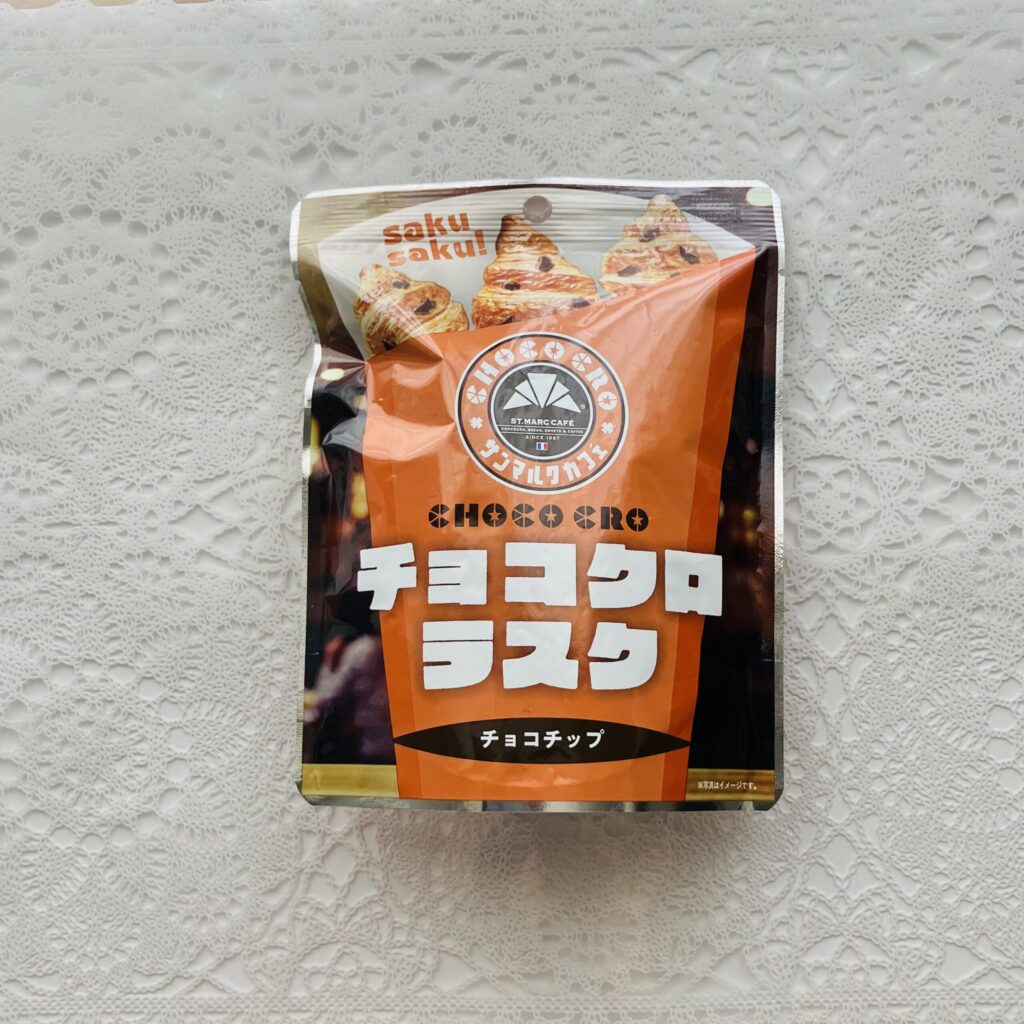 saku
saku!
CHOCO CRO
ST.MARC CAFÉ
SINCE 1987
サンマルクカフェ
CHOCO CRO
チョコクロ
ラスク
チョコチップ
※写真はイメージです。